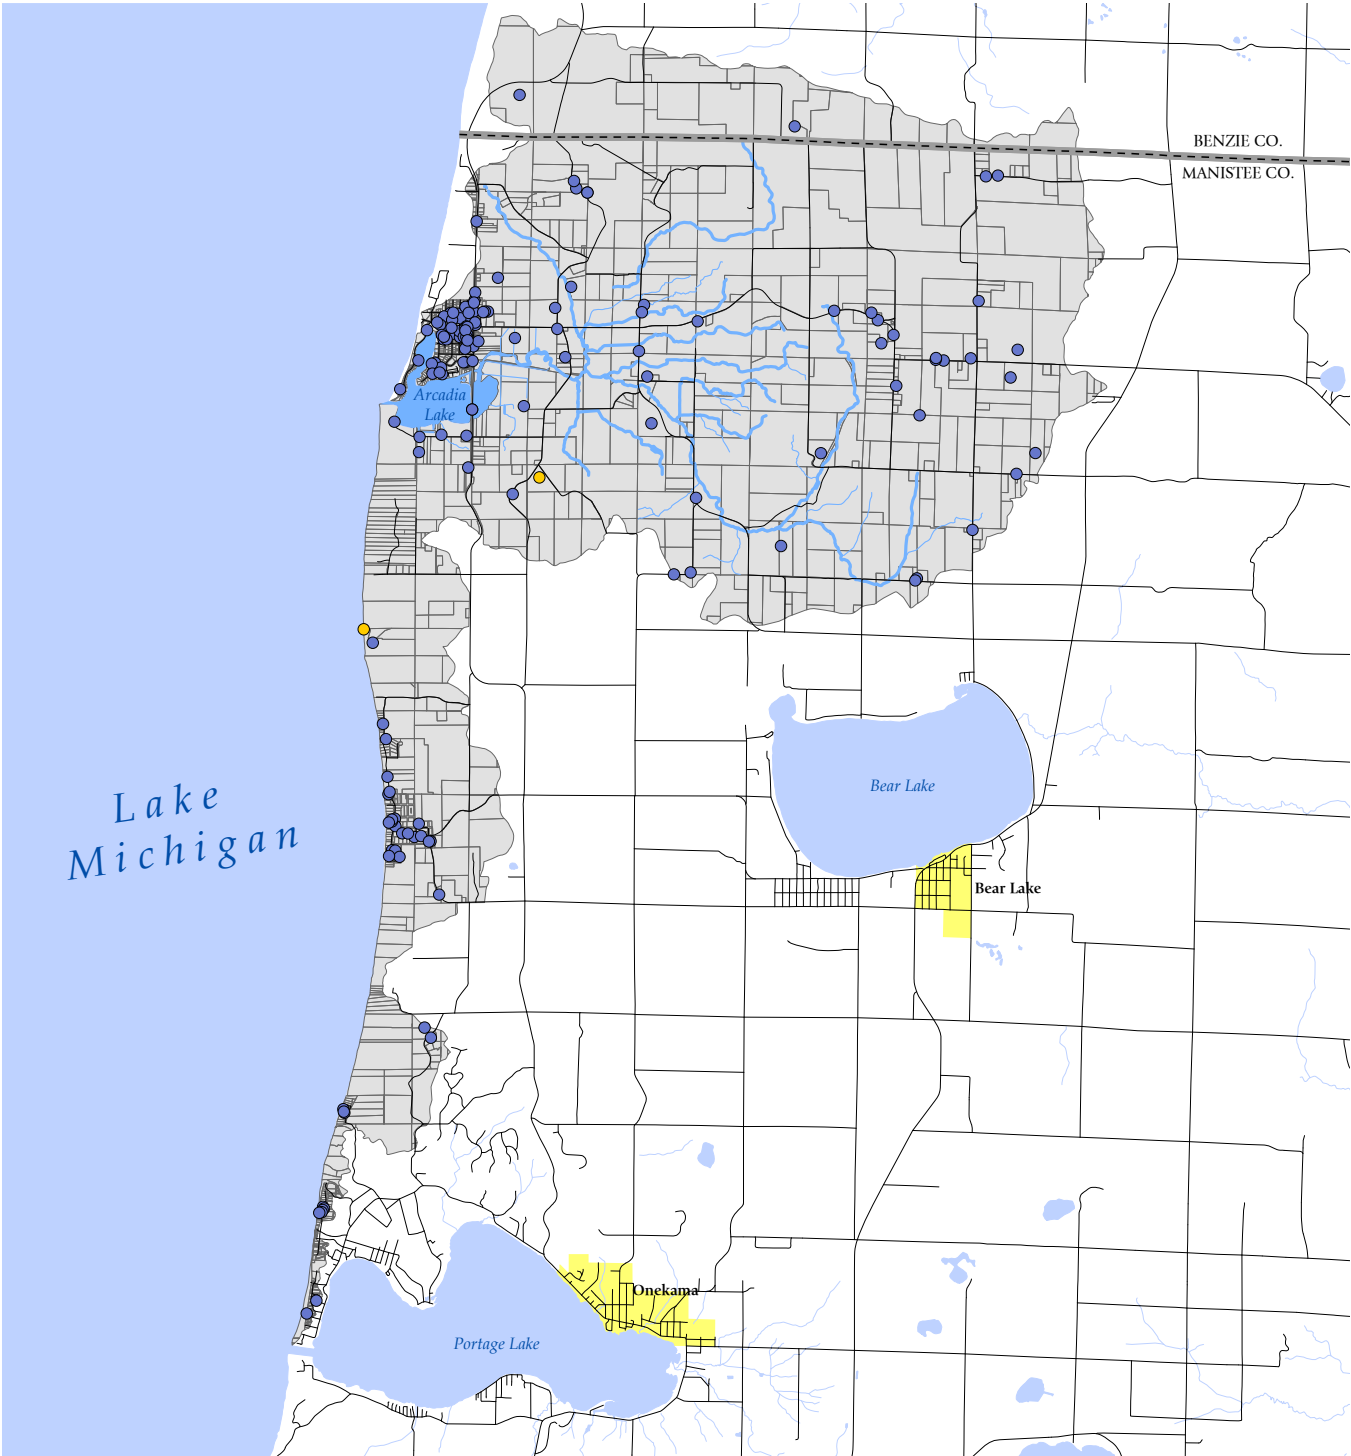 BENZIE CO.
MANISTEE CO.
Arcadia
Lake
Lake
Michigan
Bear Lake
Bear Lake
Onekama
Portage Lake